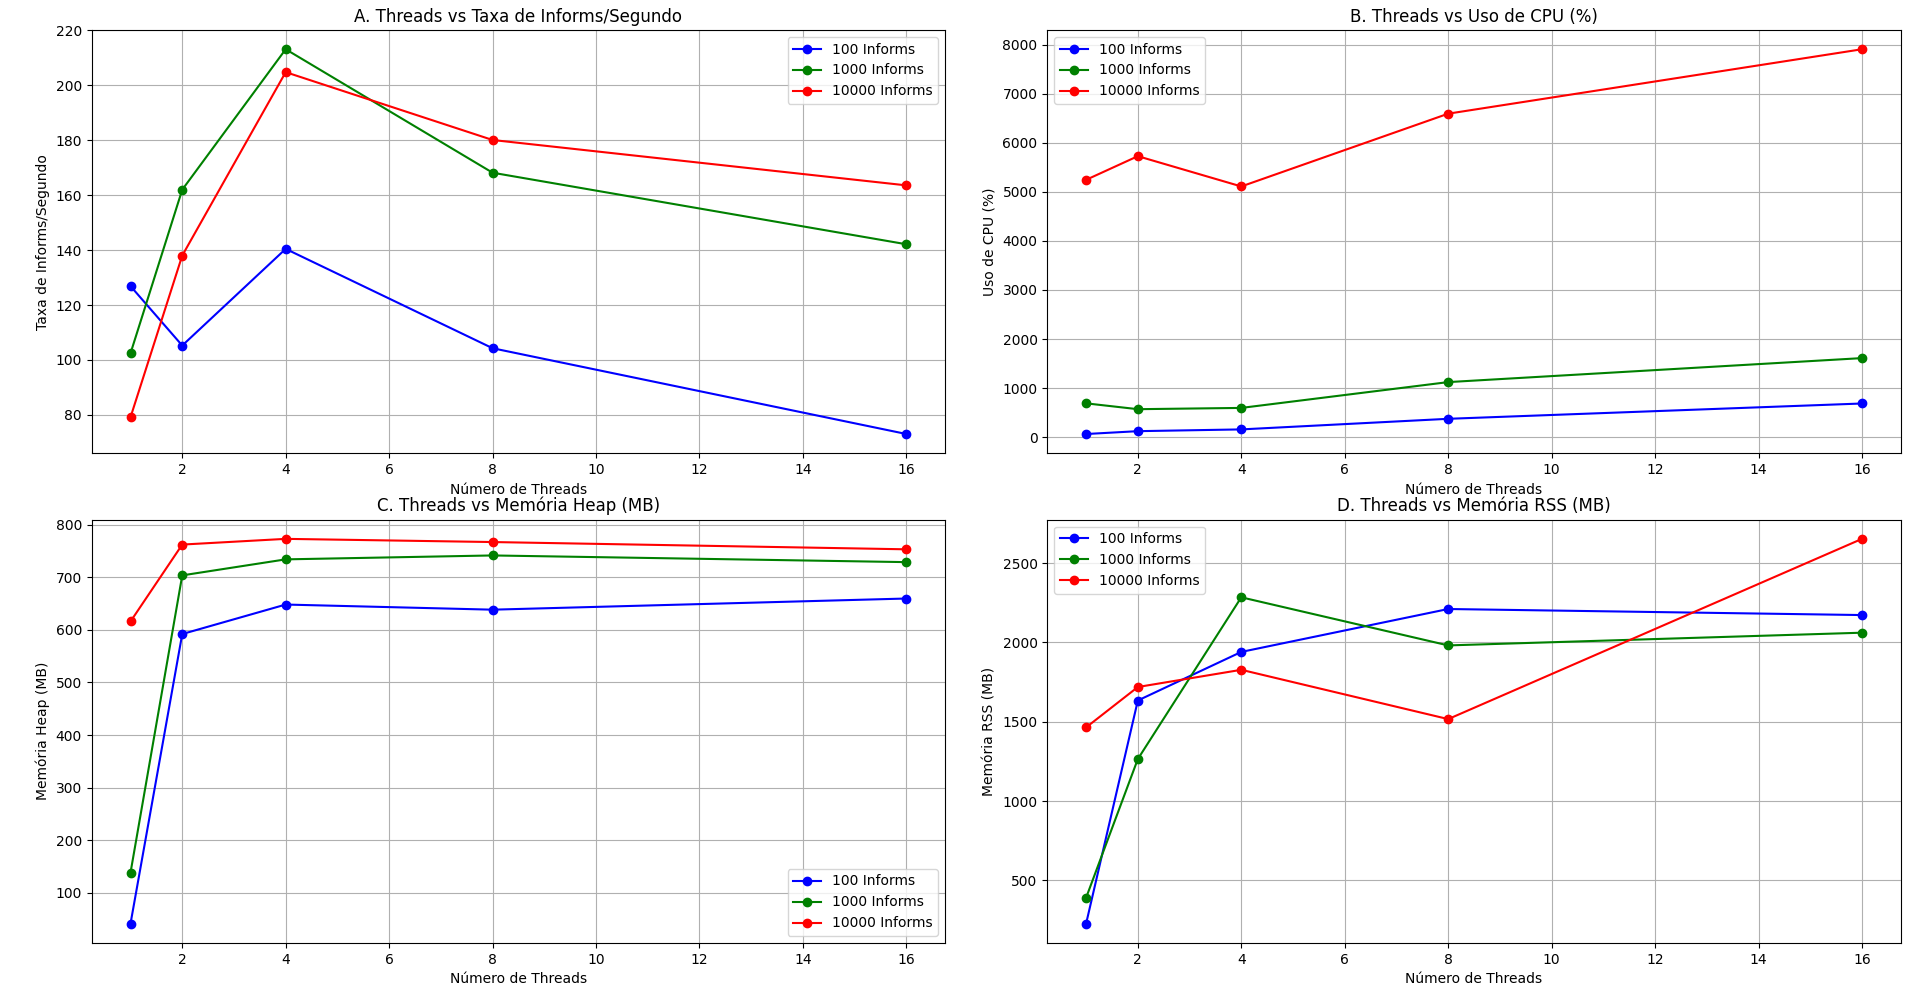 A. Threads vs Taxa de Informs/Segundo
220
200
180
160
140
120
100
80
Taxa de Informs/Segundo
100 Informs
1000 Informs
10000 Informs
2 4 6 8 10 12 14 16
Número de Threads
B. Threads vs Uso de CPU (%)
8000
7000
6000
5000
4000
3000
2000
1000
0
Uso de CPU (%)
100 Informs
1000 Informs
10000 Informs
2 4 6 8 10 12 14 16
Número de Threads
C. Threads vs Memória Heap (MB)
800
700
600
500
400
300
200
100
Memória Heap (MB)
100 Informs
1000 Informs
10000 Informs
2 4 6 8 10 12 14 16
Número de Threads
D. Threads vs Memória RSS (MB)
2500
2000
1500
1000
500
Memória RSS (MB)
100 Informs
1000 Informs
10000 Informs
2 4 6 8 10 12 14 16
Número de Threads